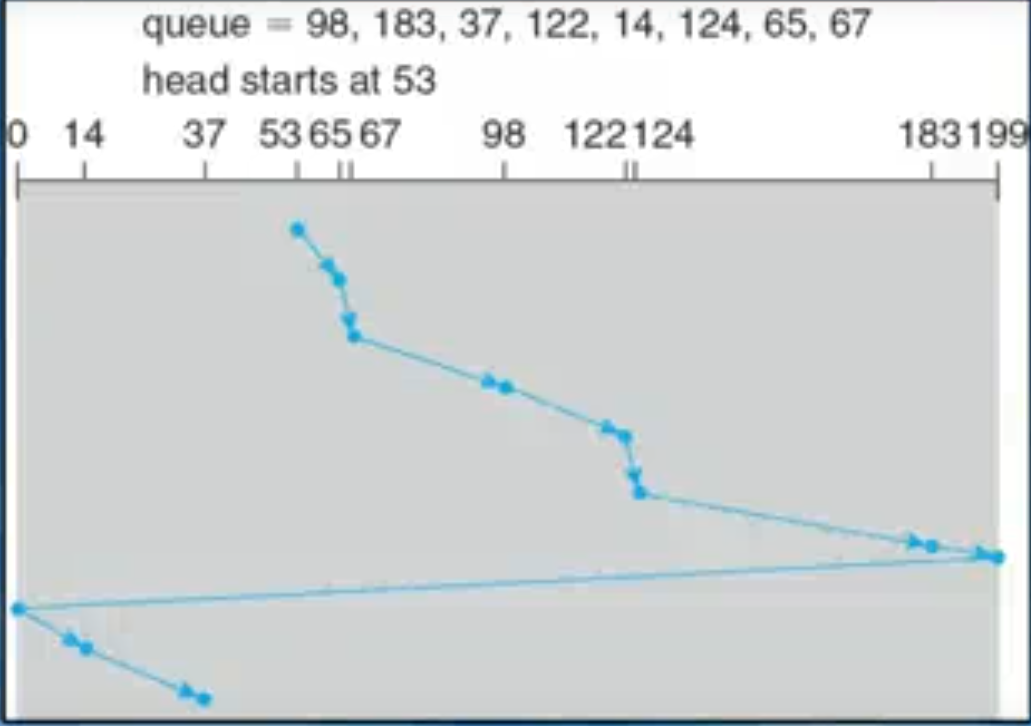 queue = 98, 183, 37, 122, 14, 124, 65, 67
head starts at 53
0 14 37 53 65 67 98 122 124 183 199